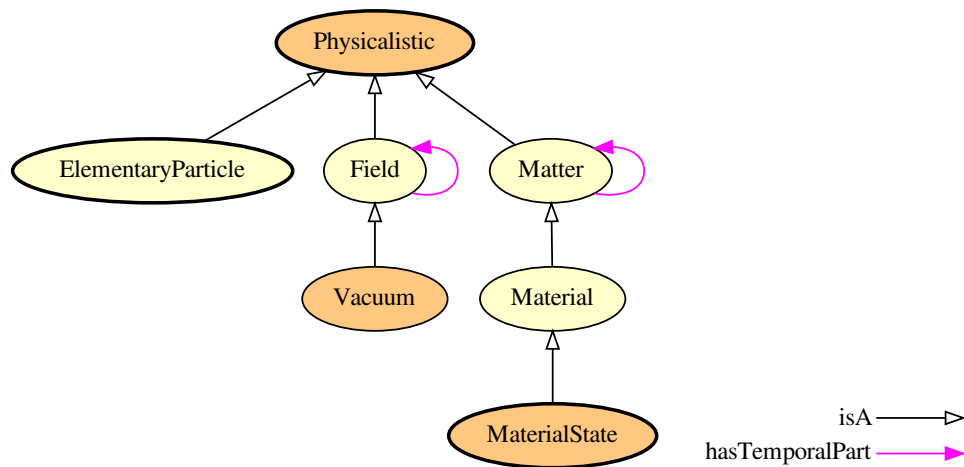 Physicalistic
ElementaryParticle
Field
Matter
Vacuum
Material
MaterialState
isA
hasTemporalPart